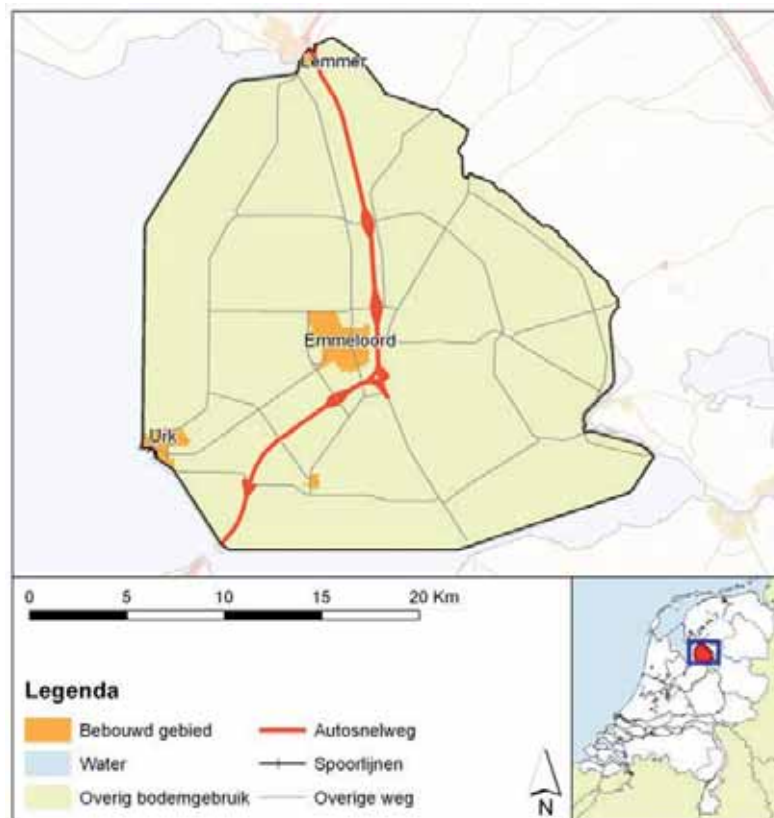 Lemmer
Emmeloord
Urk
0 5 10 15 20 Km
Legenda
Bebouwd gebied
Autosnelweg
Water
Spoorlijnen
Overig bodemgebruik
Overige weg
N